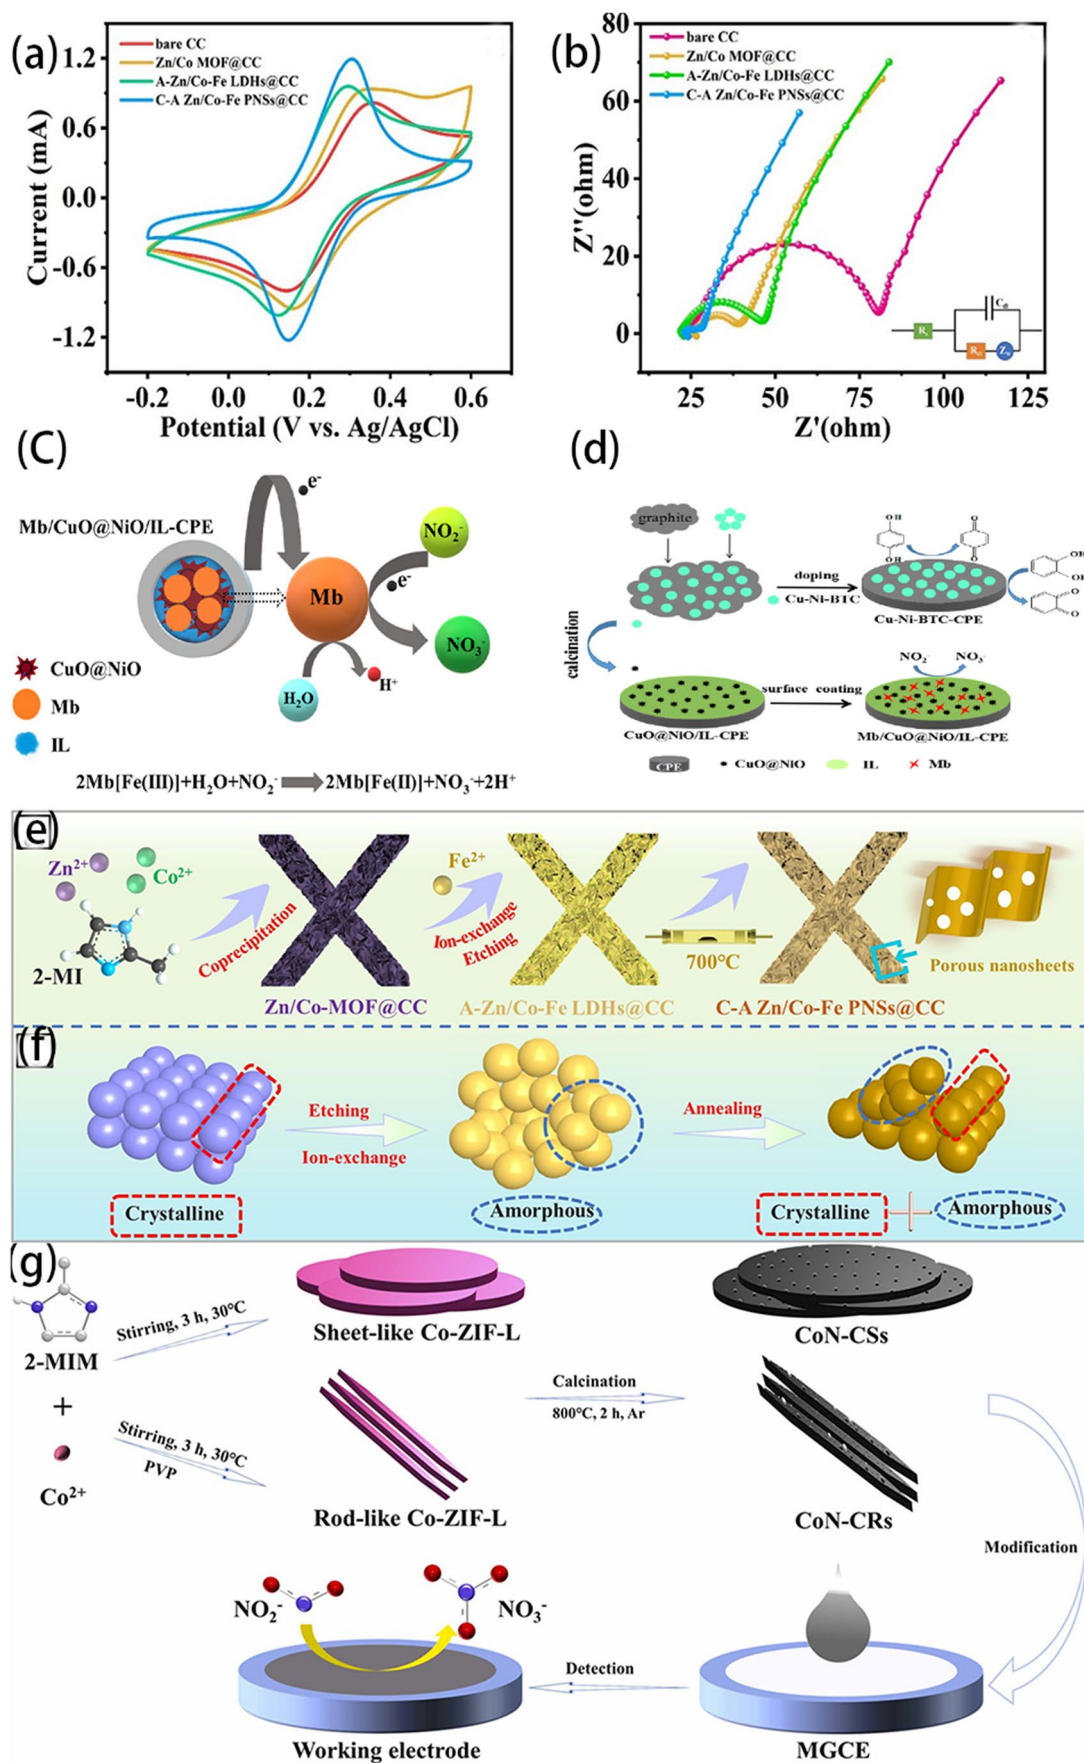 (a)
bare CC
Zn/Co MOF@CC
A-Zn/Co-Fe LDHs@CC
C-A Zn/Co-Fe PNSs@CC
1.2
0.6
0.0
-0.6
-1.2
Current (mA)
-0.2
0.0
0.2
0.4
0.6
Potential (V vs. Ag/AgCl)
(b)
bare CC
Zn/Co MOF@CC
A-Zn/Co-Fe LDHs@CC
C-A Zn/Co-Fe PNSs@CC
80
60
40
20
0
Z''(ohm)
25
50
75
100
125
Z'(ohm)
(C)
Mb/CuO@NiO/IL-CPE
e-
NO2-
e-
Mb
NO3-
H2O
H+
CuO@NiO
Mb
IL
2Mb[Fe(III)]+H2O+NO2-
2Mb[Fe(II)]+NO3-+2H+
(d)
graphite
doping
Cu-Ni-BTC
Cu-Ni-BTC-CPE
calcination
NO2-
NO3-
surface coating
CuO@NiO/IL-CPE
Mb/CuO@NiO/IL-CPE
CPE
CuO@NiO
IL
Mb
(e)
Zn2+
Co2+
2-MI
Coprecipitation
Zn/Co-MOF@CC
Fe2+
Ion-exchange
Etching
A-Zn/Co-Fe LDHs@CC
700°C
C-A Zn/Co-Fe PNSs@CC
Porous nanosheets
(f)
Etching
Ion-exchange
Annealing
Crystalline
Amorphous
Crystalline
Amorphous
(g)
2-MIM
+
Co2+
Stirring, 3 h, 30°C
Stirring, 3 h, 30°C
PVP
Sheet-like Co-ZIF-L
Rod-like Co-ZIF-L
Calcination
800°C, 2 h, Ar
CoN-CSs
CoN-CRs
Modification
NO2-
NO3-
Detection
Working electrode
MGCE